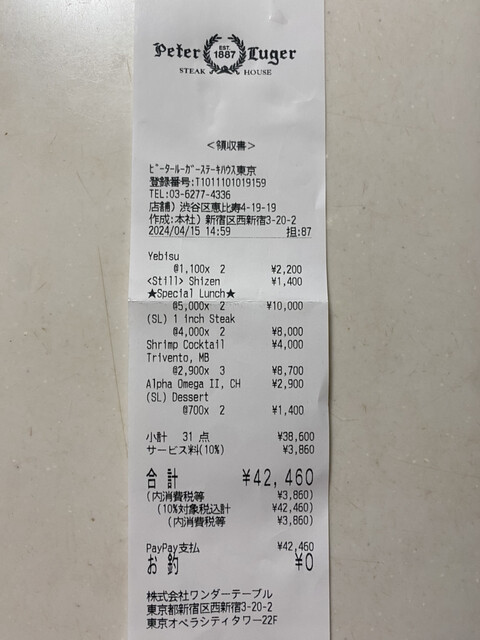 Peter Luger
EST.
1887
STEAK HOUSE
<領収書>
ﾋﾟｰﾀｰﾙｰｶﾞｰｽﾃｰｷﾊｳｽ東京
登録番号:T1011101019159
TEL:03-6277-4336
店舗) 渋谷区恵比寿4-19-19
作成:本社) 新宿区西新宿3-20-2
2024/04/15 14:59 担:87
Yebisu
@1,100x 2 ¥2,200
<Still> Shizen ¥1,400
★Special Lunch★
@5,000x 2 ¥10,000
(SL) 1 inch Steak
@4,000x 2 ¥8,000
Shrimp Cocktail ¥4,000
Trivento, MB
@2,900x 3 ¥8,700
Alpha Omega II, CH ¥2,900
(SL) Dessert
@700x 2 ¥1,400
小計 31 点 ¥38,600
サービス料(10%) ¥3,860
合計 ¥42,460
(内消費税等 ¥3,860)
(10%対象税込計 ¥42,460)
(内消費税等 ¥3,860)
PayPay支払 ¥42,460
お釣 ¥0
株式会社ワンダーテーブル
東京都新宿区西新宿3-20-2
東京オペラシティタワー22F